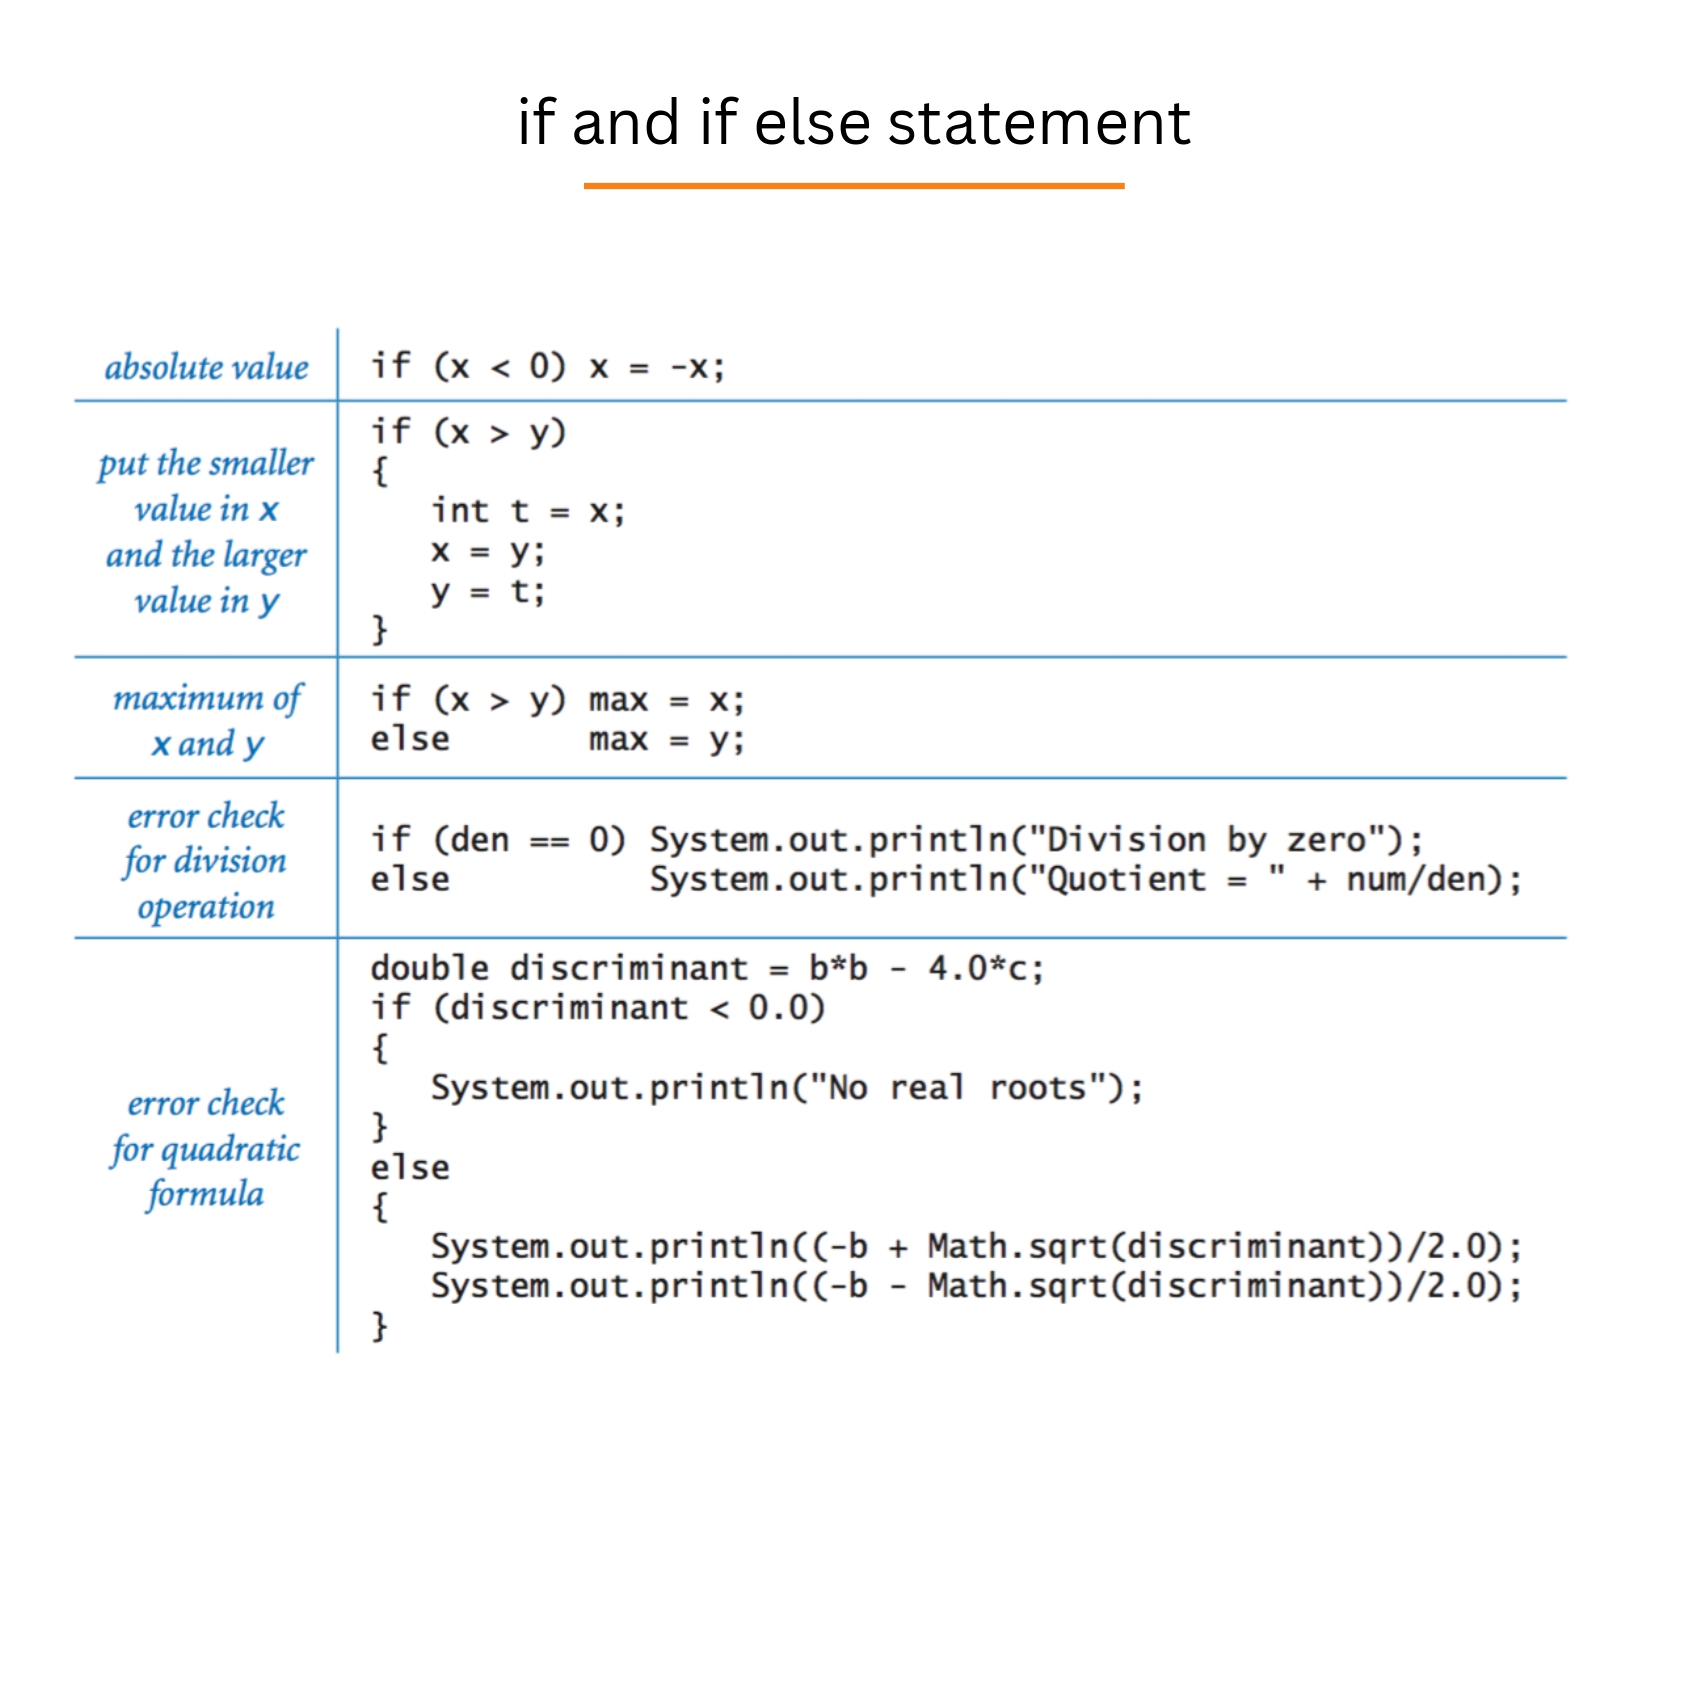 if and if else statement
absolute value
if (x < 0) x = -x;
put the smaller
value in x
and the larger
value in y
if (x > y)
{
   int t = x;
   x = y;
   y = t;
}
maximum of
x and y
if (x > y) max = x;
else       max = y;
error check
for division
operation
if (den == 0) System.out.println("Division by zero");
else          System.out.println("Quotient = " + num/den);
error check
for quadratic
formula
double discriminant = b*b - 4.0*c;
if (discriminant < 0.0)
{
   System.out.println("No real roots");
}
else
{
   System.out.println((-b + Math.sqrt(discriminant))/2.0);
   System.out.println((-b - Math.sqrt(discriminant))/2.0);
}